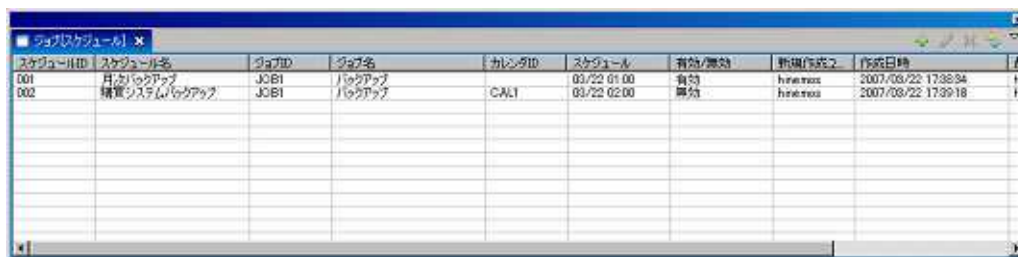 ジョブ[スケジュール]
スケジュールID スケジュール名 ジョブID ジョブ名 カレンダID スケジュール 有効/無効 新規作成ユ... 作成日時
001 月次バックアップ JOB1 バックアップ 03/22 01:00 有効 hinemos 2007/03/22 17:38:34
002 購買システムバックアップ JOB1 バックアップ CAL1 03/22 02:00 無効 hinemos 2007/03/22 17:39:18